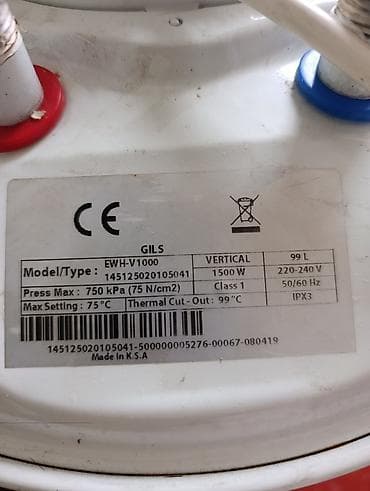 CE
GILS
Model/Type : EWH-V1000 VERTICAL 99 L
145125020105041 1500 W 220-240 V
Press Max : 750 kPa (75 N/cm2) Class 1 50/60 Hz
Max Setting : 75°C Thermal Cut-Out : 99°C IPX3
145125020105041-500000005276-00067-080419
Made in K.S.A